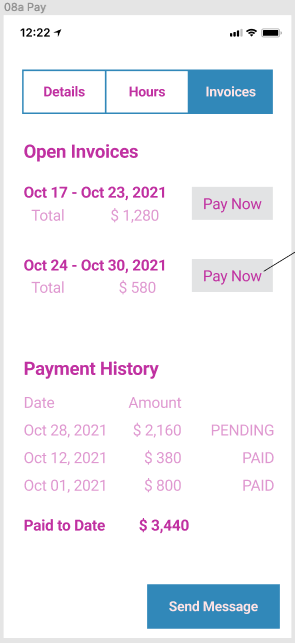 08a Pay
12:22
Details Hours Invoices
Open Invoices
Oct 17 - Oct 23, 2021
Pay Now
Total $ 1,280
Oct 24 - Oct 30, 2021
Pay Now
Total $ 580
Payment History
Date Amount
Oct 28, 2021 $ 2,160 PENDING
Oct 12, 2021 $ 380 PAID
Oct 01, 2021 $ 800 PAID
Paid to Date $ 3,440
Send Message